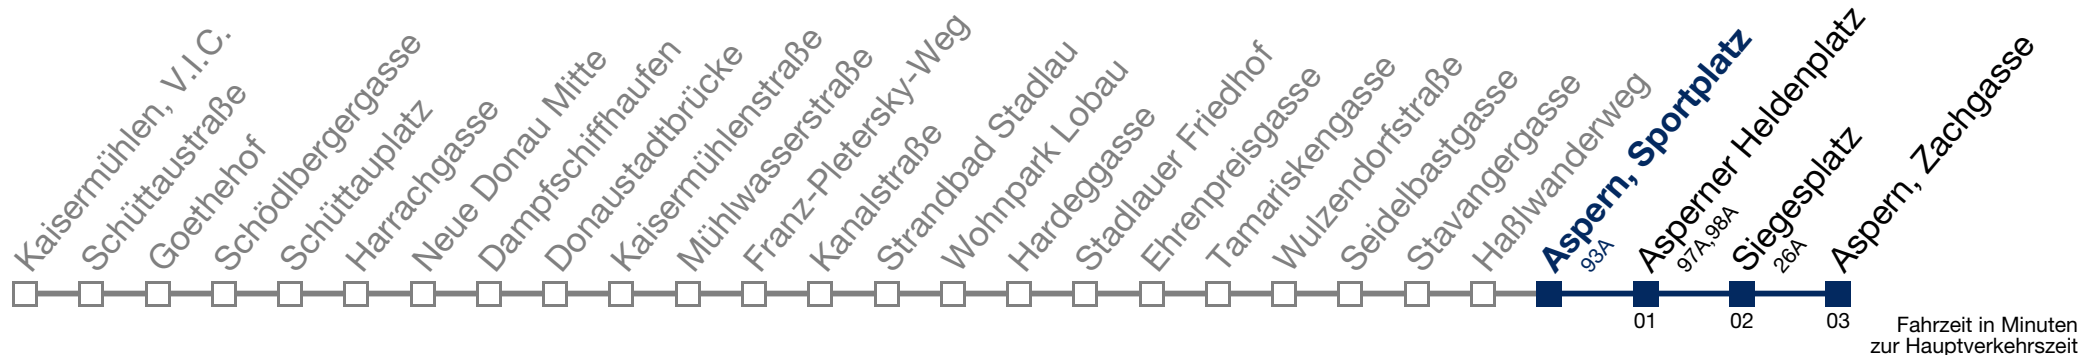 Kaisermühlen, V.I.C.
Schüttaustraße
Goethehof
Schödlbergergasse
Schüttauplatz
Harrachgasse
Neue Donau Mitte
Dampfschiffhaufen
Donaustadtbrücke
Kaisermühlenstraße
Mühlwasserstraße
Franz-Pletersky-Weg
Kanalstraße
Strandbad Stadlau
Wohnpark Lobau
Hardeggasse
Stadlauer Friedhof
Ehrenpreisgasse
Tamariskengasse
Wulzendorfstraße
Seidelbastgasse
Stavangergasse
Haßlwanderweg
Aspern, Sportplatz
93A
Asperner Heldenplatz
97A,98A
Siegesplatz
26A
Aspern, Zachgasse
01
02
03
Fahrzeit in Minuten
zur Hauptverkehrszeit